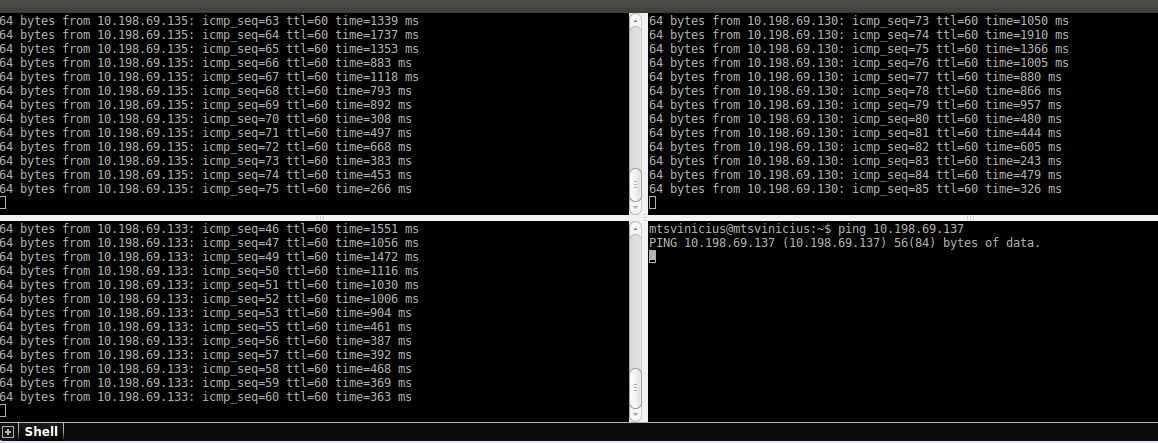 64 bytes from 10.198.69.135: icmp_seq=63 ttl=60 time=1339 ms
64 bytes from 10.198.69.135: icmp_seq=64 ttl=60 time=1737 ms
64 bytes from 10.198.69.135: icmp_seq=65 ttl=60 time=1353 ms
64 bytes from 10.198.69.135: icmp_seq=66 ttl=60 time=883 ms
64 bytes from 10.198.69.135: icmp_seq=67 ttl=60 time=1118 ms
64 bytes from 10.198.69.135: icmp_seq=68 ttl=60 time=793 ms
64 bytes from 10.198.69.135: icmp_seq=69 ttl=60 time=892 ms
64 bytes from 10.198.69.135: icmp_seq=70 ttl=60 time=308 ms
64 bytes from 10.198.69.135: icmp_seq=71 ttl=60 time=497 ms
64 bytes from 10.198.69.135: icmp_seq=72 ttl=60 time=668 ms
64 bytes from 10.198.69.135: icmp_seq=73 ttl=60 time=383 ms
64 bytes from 10.198.69.135: icmp_seq=74 ttl=60 time=453 ms
64 bytes from 10.198.69.135: icmp_seq=75 ttl=60 time=266 ms
64 bytes from 10.198.69.130: icmp_seq=73 ttl=60 time=1050 ms
64 bytes from 10.198.69.130: icmp_seq=74 ttl=60 time=1910 ms
64 bytes from 10.198.69.130: icmp_seq=75 ttl=60 time=1366 ms
64 bytes from 10.198.69.130: icmp_seq=76 ttl=60 time=1005 ms
64 bytes from 10.198.69.130: icmp_seq=77 ttl=60 time=880 ms
64 bytes from 10.198.69.130: icmp_seq=78 ttl=60 time=866 ms
64 bytes from 10.198.69.130: icmp_seq=79 ttl=60 time=957 ms
64 bytes from 10.198.69.130: icmp_seq=80 ttl=60 time=480 ms
64 bytes from 10.198.69.130: icmp_seq=81 ttl=60 time=444 ms
64 bytes from 10.198.69.130: icmp_seq=82 ttl=60 time=605 ms
64 bytes from 10.198.69.130: icmp_seq=83 ttl=60 time=243 ms
64 bytes from 10.198.69.130: icmp_seq=84 ttl=60 time=479 ms
64 bytes from 10.198.69.130: icmp_seq=85 ttl=60 time=326 ms
64 bytes from 10.198.69.133: icmp_seq=46 ttl=60 time=1551 ms
64 bytes from 10.198.69.133: icmp_seq=47 ttl=60 time=1056 ms
64 bytes from 10.198.69.133: icmp_seq=49 ttl=60 time=1472 ms
64 bytes from 10.198.69.133: icmp_seq=50 ttl=60 time=1116 ms
64 bytes from 10.198.69.133: icmp_seq=51 ttl=60 time=1030 ms
64 bytes from 10.198.69.133: icmp_seq=52 ttl=60 time=1006 ms
64 bytes from 10.198.69.133: icmp_seq=53 ttl=60 time=904 ms
64 bytes from 10.198.69.133: icmp_seq=55 ttl=60 time=461 ms
64 bytes from 10.198.69.133: icmp_seq=56 ttl=60 time=387 ms
64 bytes from 10.198.69.133: icmp_seq=57 ttl=60 time=392 ms
64 bytes from 10.198.69.133: icmp_seq=58 ttl=60 time=468 ms
64 bytes from 10.198.69.133: icmp_seq=59 ttl=60 time=369 ms
64 bytes from 10.198.69.133: icmp_seq=60 ttl=60 time=363 ms
mtsvinicius@mtsvinicius:~$ ping 10.198.69.137
PING 10.198.69.137 (10.198.69.137) 56(84) bytes of data.
Shell